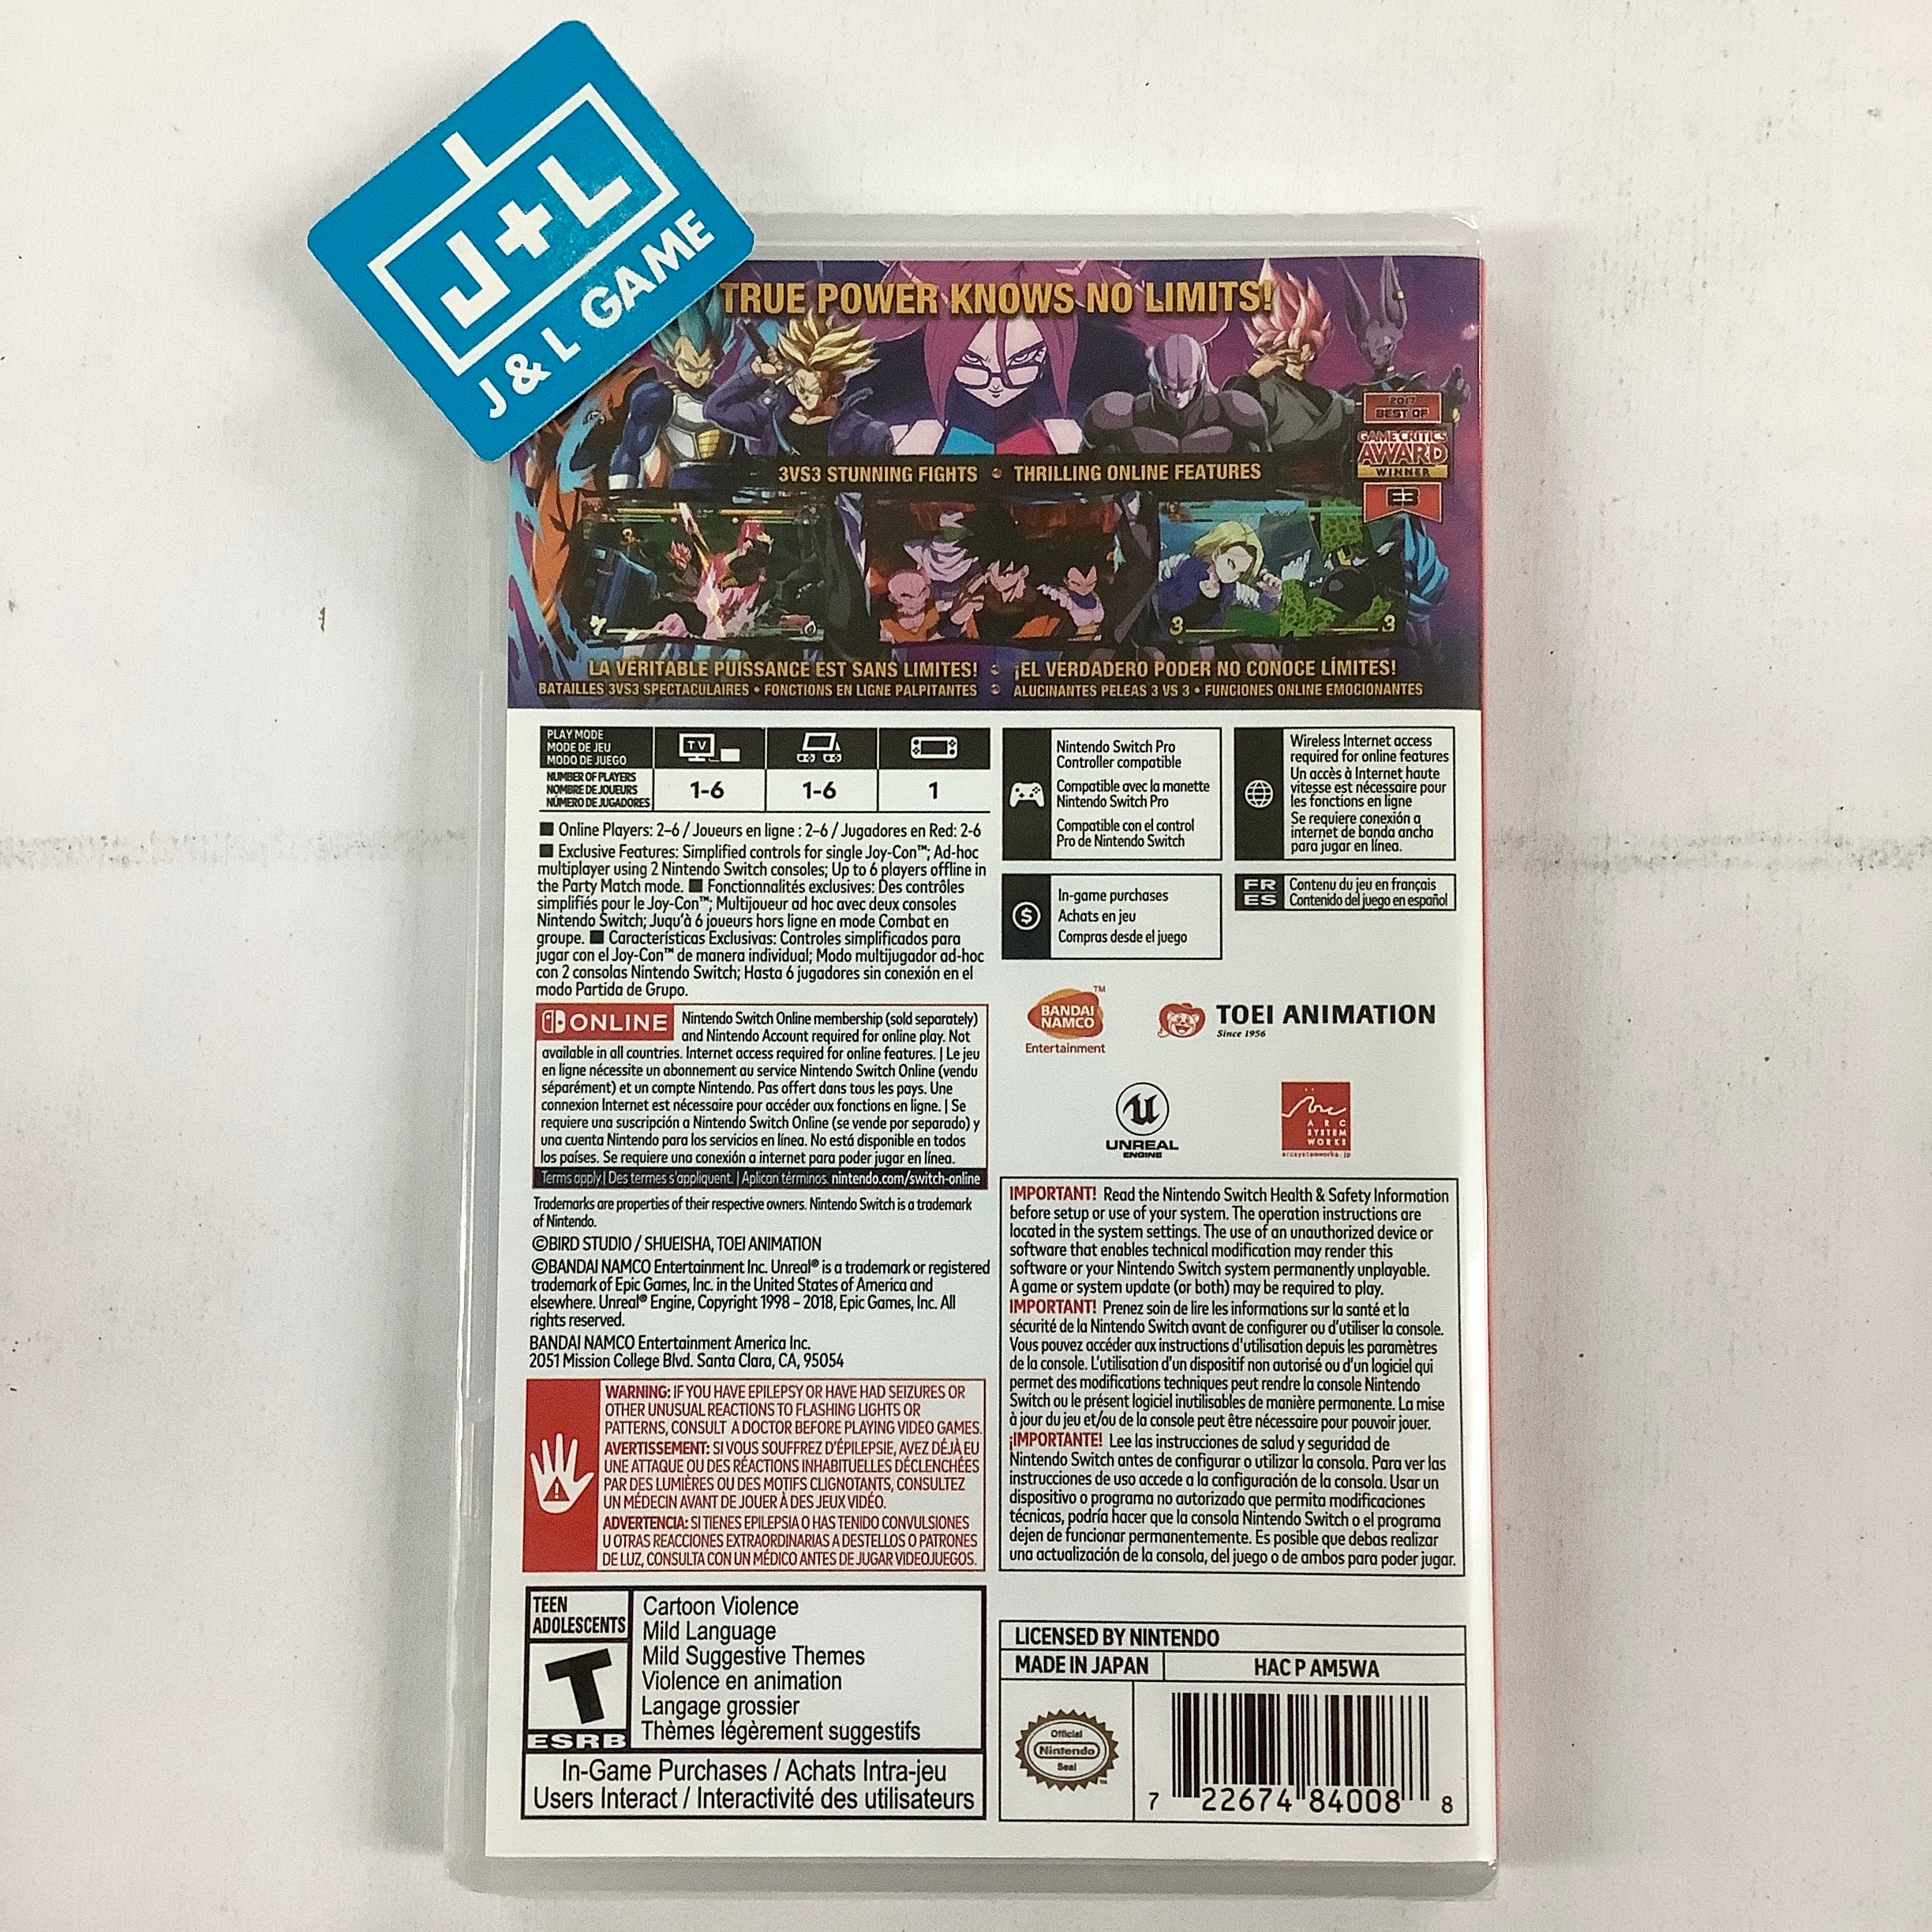 J+L
J & L GAME
TRUE POWER KNOWS NO LIMITS!
2017
BEST OF
GAME CRITICS
AWARD
WINNER
E3
3VS3 STUNNING FIGHTS • THRILLING ONLINE FEATURES
3
3
LA VÉRITABLE PUISSANCE EST SANS LIMITES! • ¡EL VERDADERO PODER NO CONOCE LÍMITES!
BATAILLES 3VS3 SPECTACULAIRES • FONCTIONS EN LIGNE PALPITANTES • ALUCINANTES PELEAS 3 VS 3 • FUNCIONES ONLINE EMOCIONANTES
PLAY MODE
MODE DE JEU
MODO DE JUEGO
TV
NUMBER OF PLAYERS
NOMBRE DE JOUEURS
NÚMERO DE JUGADORES
1-6
1-6
1
Nintendo Switch Pro
Controller compatible
Compatible avec la manette
Nintendo Switch Pro
Compatible con el control
Pro de Nintendo Switch
Wireless Internet access
required for online features
Un accès à Internet haute
vitesse est nécessaire pour
les fonctions en ligne
Se requiere conexión a
internet de banda ancha
para jugar en línea.
In-game purchases
Achats en jeu
Compras desde el juego
FR
ES
Contenu du jeu en français
Contenido del juego en español
■ Online Players: 2–6 / Joueurs en ligne : 2–6 / Jugadores en Red: 2-6
■ Exclusive Features: Simplified controls for single Joy-Con™; Ad-hoc
multiplayer using 2 Nintendo Switch consoles; Up to 6 players offline in
the Party Match mode. ■ Fonctionnalités exclusives: Des contrôles
simplifiés pour le Joy-Con™; Multijoueur ad hoc avec deux consoles
Nintendo Switch; Juqu'à 6 joueurs hors ligne en mode Combat en
groupe. ■ Características Exclusivas: Controles simplificados para
jugar con el Joy-Con™ de manera individual; Modo multijugador ad-hoc
con 2 consolas Nintendo Switch; Hasta 6 jugadores sin conexión en el
modo Partida de Grupo.
ONLINE
Nintendo Switch Online membership (sold separately)
and Nintendo Account required for online play. Not
available in all countries. Internet access required for online features. | Le jeu
en ligne nécessite un abonnement au service Nintendo Switch Online (vendu
séparément) et un compte Nintendo. Pas offert dans tous les pays. Une
connexion Internet est nécessaire pour accéder aux fonctions en ligne. | Se
requiere una suscripción a Nintendo Switch Online (se vende por separado) y
una cuenta Nintendo para los servicios en línea. No está disponible en todos
los países. Se requiere una conexión a internet para poder jugar en línea.
Terms apply. | Des termes s'appliquent. | Aplican términos. nintendo.com/switch-online
Trademarks are properties of their respective owners. Nintendo Switch is a trademark
of Nintendo.
©BIRD STUDIO / SHUEISHA, TOEI ANIMATION
©BANDAI NAMCO Entertainment Inc. Unreal® is a trademark or registered
trademark of Epic Games, Inc. in the United States of America and
elsewhere. Unreal® Engine, Copyright 1998 – 2018, Epic Games, Inc. All
rights reserved.
BANDAI NAMCO Entertainment America Inc.
2051 Mission College Blvd. Santa Clara, CA, 95054
WARNING: IF YOU HAVE EPILEPSY OR HAVE HAD SEIZURES OR
OTHER UNUSUAL REACTIONS TO FLASHING LIGHTS OR
PATTERNS, CONSULT A DOCTOR BEFORE PLAYING VIDEO GAMES.
AVERTISSEMENT: SI VOUS SOUFFREZ D'ÉPILEPSIE, AVEZ DÉJÀ EU
UNE ATTAQUE OU DES RÉACTIONS INHABITUELLES DÉCLENCHÉES
PAR DES LUMIÈRES OU DES MOTIFS CLIGNOTANTS, CONSULTEZ
UN MÉDECIN AVANT DE JOUER À DES JEUX VIDÉO.
ADVERTENCIA: SI TIENES EPILEPSIA O HAS TENIDO CONVULSIONES
U OTRAS REACCIONES EXTRAORDINARIAS A DESTELLOS O PATRONES
DE LUZ, CONSULTA CON UN MÉDICO ANTES DE JUGAR VIDEOJUEGOS.
BANDAI
NAMCO
™
Entertainment
TOEI ANIMATION
Since 1956
UNREAL
ENGINE
ARC
SYSTEM
WORKS
arcsystemworks.jp
IMPORTANT! Read the Nintendo Switch Health & Safety Information
before setup or use of your system. The operation instructions are
located in the system settings. The use of an unauthorized device or
software that enables technical modification may render this
software or your Nintendo Switch system permanently unplayable.
A game or system update (or both) may be required to play.
IMPORTANT! Prenez soin de lire les informations sur la santé et la
sécurité de la Nintendo Switch avant de configurer ou d'utiliser la console.
Vous pouvez accéder aux instructions d'utilisation depuis les paramètres
de la console. L'utilisation d'un dispositif non autorisé ou d'un logiciel qui
permet des modifications techniques peut rendre la console Nintendo
Switch ou le présent logiciel inutilisables de manière permanente. La mise
à jour du jeu et/ou de la console peut être nécessaire pour pouvoir jouer.
¡IMPORTANTE! Lee las instrucciones de salud y seguridad de
Nintendo Switch antes de configurar o utilizar la consola. Para ver las
instrucciones de uso accede a la configuración de la consola. Usar un
dispositivo o programa no autorizado que permita modificaciones
técnicas, podría hacer que la consola Nintendo Switch o el programa
dejen de funcionar permanentemente. Es posible que debas realizar
una actualización de la consola, del juego o de ambos para poder jugar.
TEEN
ADOLESCENTS
T
ESRB
Cartoon Violence
Mild Language
Mild Suggestive Themes
Violence en animation
Langage grossier
Thèmes légèrement suggestifs
In-Game Purchases / Achats Intra-jeu
Users Interact / Interactivité des utilisateurs
LICENSED BY NINTENDO
MADE IN JAPAN
HAC P AM5WA
Official
Nintendo
Seal
7 22674 84008 8